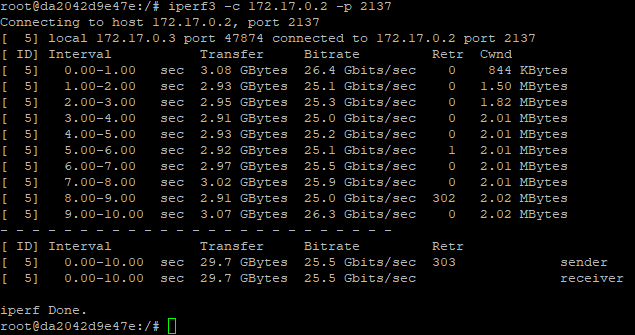 root@da2042d9e47e:/# iperf3 -c 172.17.0.2 -p 2137
Connecting to host 172.17.0.2, port 2137
[  5] local 172.17.0.3 port 47874 connected to 172.17.0.2 port 2137
[ ID] Interval           Transfer     Bitrate         Retr  Cwnd
[  5]   0.00-1.00   sec  3.08 GBytes  26.4 Gbits/sec    0    844 KBytes
[  5]   1.00-2.00   sec  2.93 GBytes  25.1 Gbits/sec    0   1.50 MBytes
[  5]   2.00-3.00   sec  2.95 GBytes  25.3 Gbits/sec    0   1.82 MBytes
[  5]   3.00-4.00   sec  2.91 GBytes  25.0 Gbits/sec    0   2.01 MBytes
[  5]   4.00-5.00   sec  2.93 GBytes  25.2 Gbits/sec    0   2.01 MBytes
[  5]   5.00-6.00   sec  2.92 GBytes  25.1 Gbits/sec    1   2.01 MBytes
[  5]   6.00-7.00   sec  2.97 GBytes  25.5 Gbits/sec    0   2.01 MBytes
[  5]   7.00-8.00   sec  3.02 GBytes  25.9 Gbits/sec    0   2.01 MBytes
[  5]   8.00-9.00   sec  2.91 GBytes  25.0 Gbits/sec  302   2.02 MBytes
[  5]   9.00-10.00  sec  3.07 GBytes  26.3 Gbits/sec    0   2.02 MBytes
- - - - - - - - - - - - - - - - - - - - - - - - -
[ ID] Interval           Transfer     Bitrate         Retr
[  5]   0.00-10.00  sec  29.7 GBytes  25.5 Gbits/sec  303             sender
[  5]   0.00-10.00  sec  29.7 GBytes  25.5 Gbits/sec                  receiver

iperf Done.
root@da2042d9e47e:/#